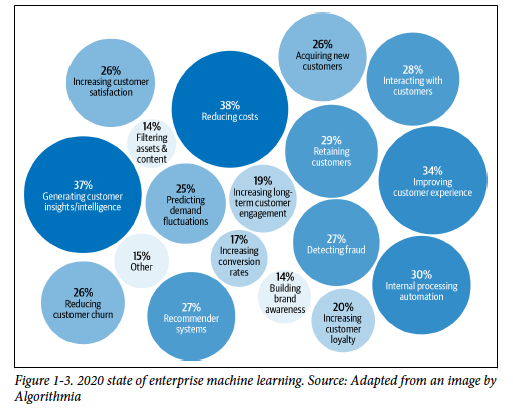 26%
Increasing customer
satisfaction
38%
Reducing costs
26%
Acquiring new
customers
28%
Interacting with
customers
14%
Filtering
assets &
content
29%
Retaining
customers
34%
Improving
customer experience
37%
Generating customer
insights/intelligence
25%
Predicting
demand
fluctuations
19%
Increasing long-
term customer
engagement
17%
Increasing
conversion
rates
27%
Detecting fraud
15%
Other
14%
Building
brand
awareness
30%
Internal processing
automation
26%
Reducing
customer churn
27%
Recommender
systems
20%
Increasing
customer
loyalty
Figure 1-3. 2020 state of enterprise machine learning. Source: Adapted from an image by
Algorithmia